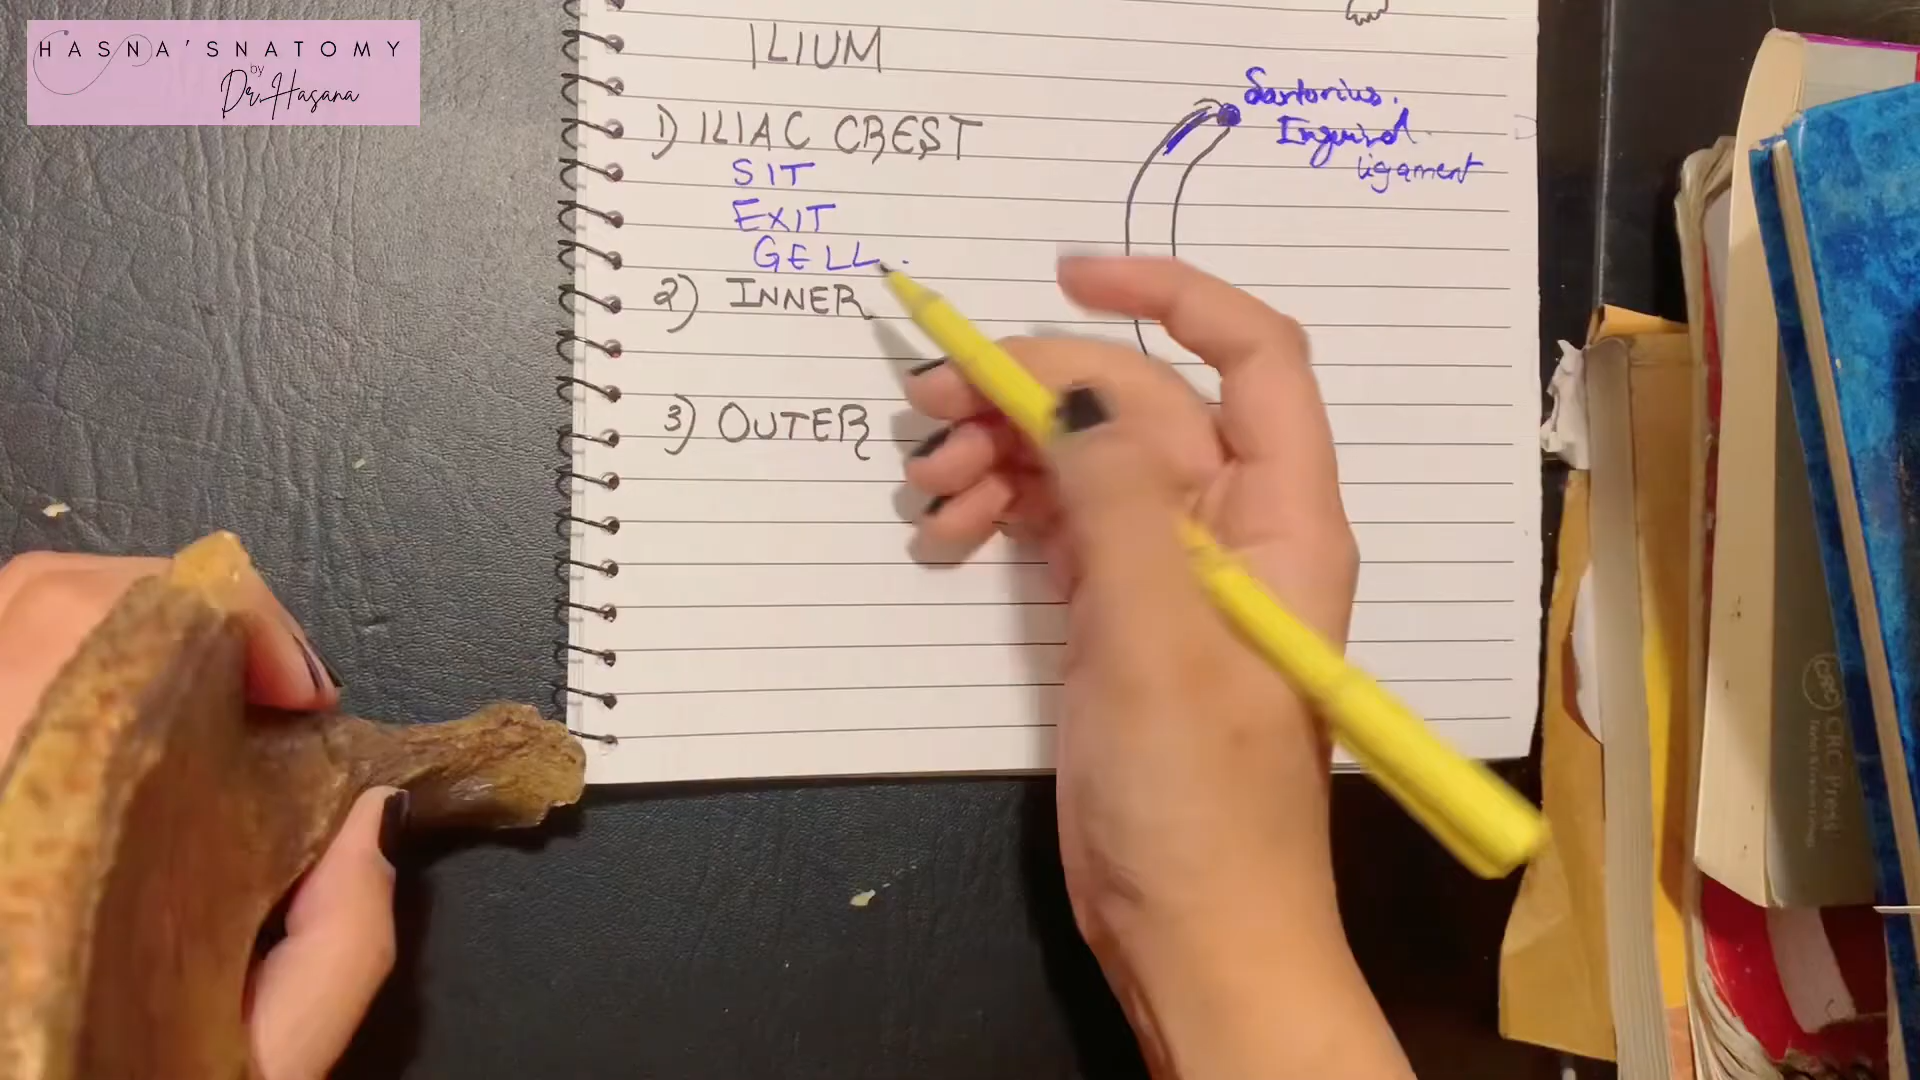 HASNA'SNATOMY
by
Dr.Hasana
ILIUM
1) ILIAC CREST
SIT
EXIT
GELL.
2) INNER
3) OUTER
Sartorius.
Inguinal
ligament
CRC Press